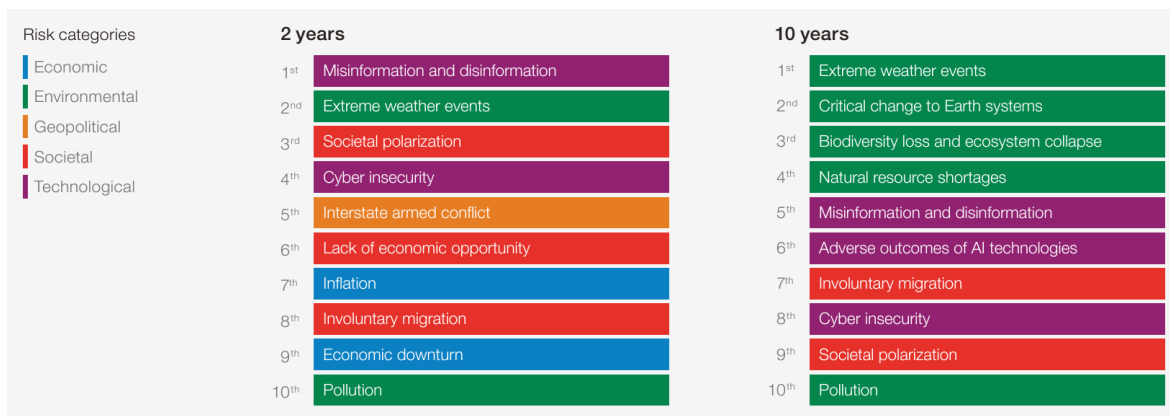 Risk categories
Economic
Environmental
Geopolitical
Societal
Technological
2 years
1st Misinformation and disinformation
2nd Extreme weather events
3rd Societal polarization
4th Cyber insecurity
5th Interstate armed conflict
6th Lack of economic opportunity
7th Inflation
8th Involuntary migration
9th Economic downturn
10th Pollution
10 years
1st Extreme weather events
2nd Critical change to Earth systems
3rd Biodiversity loss and ecosystem collapse
4th Natural resource shortages
5th Misinformation and disinformation
6th Adverse outcomes of AI technologies
7th Involuntary migration
8th Cyber insecurity
9th Societal polarization
10th Pollution